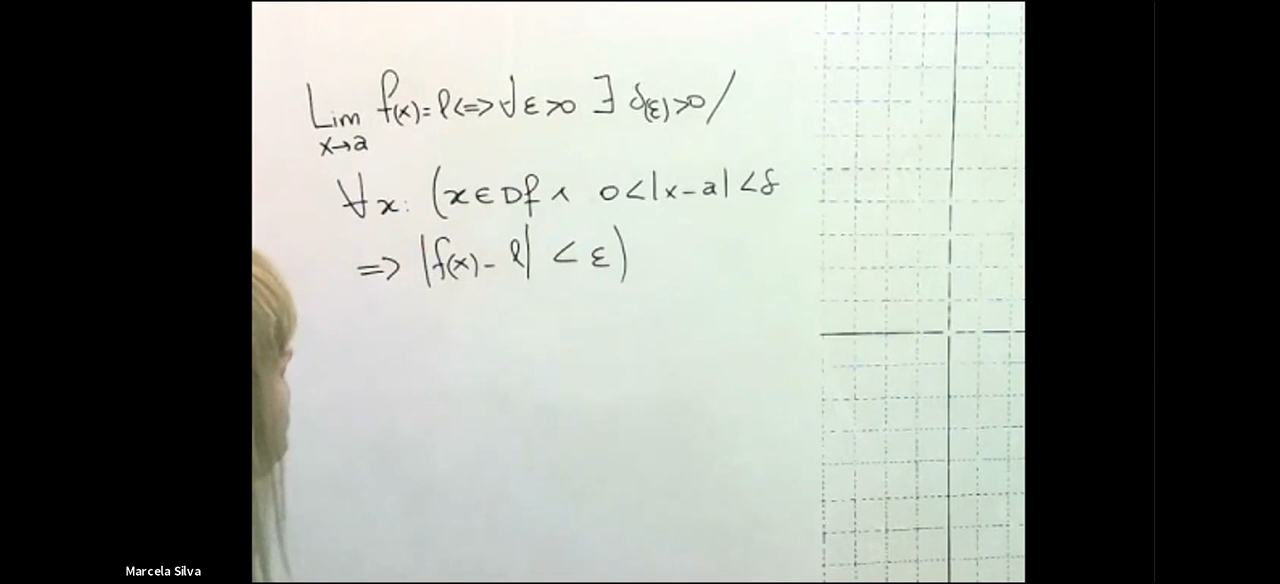 Lim f(x) = l <=> ∀ ε > 0 ∃ δ(ε) > 0 /
x→a
∀x: (x ∈ Df ∧ 0 < |x - a| < δ
=> |f(x) - l| < ε)
Marcela Silva